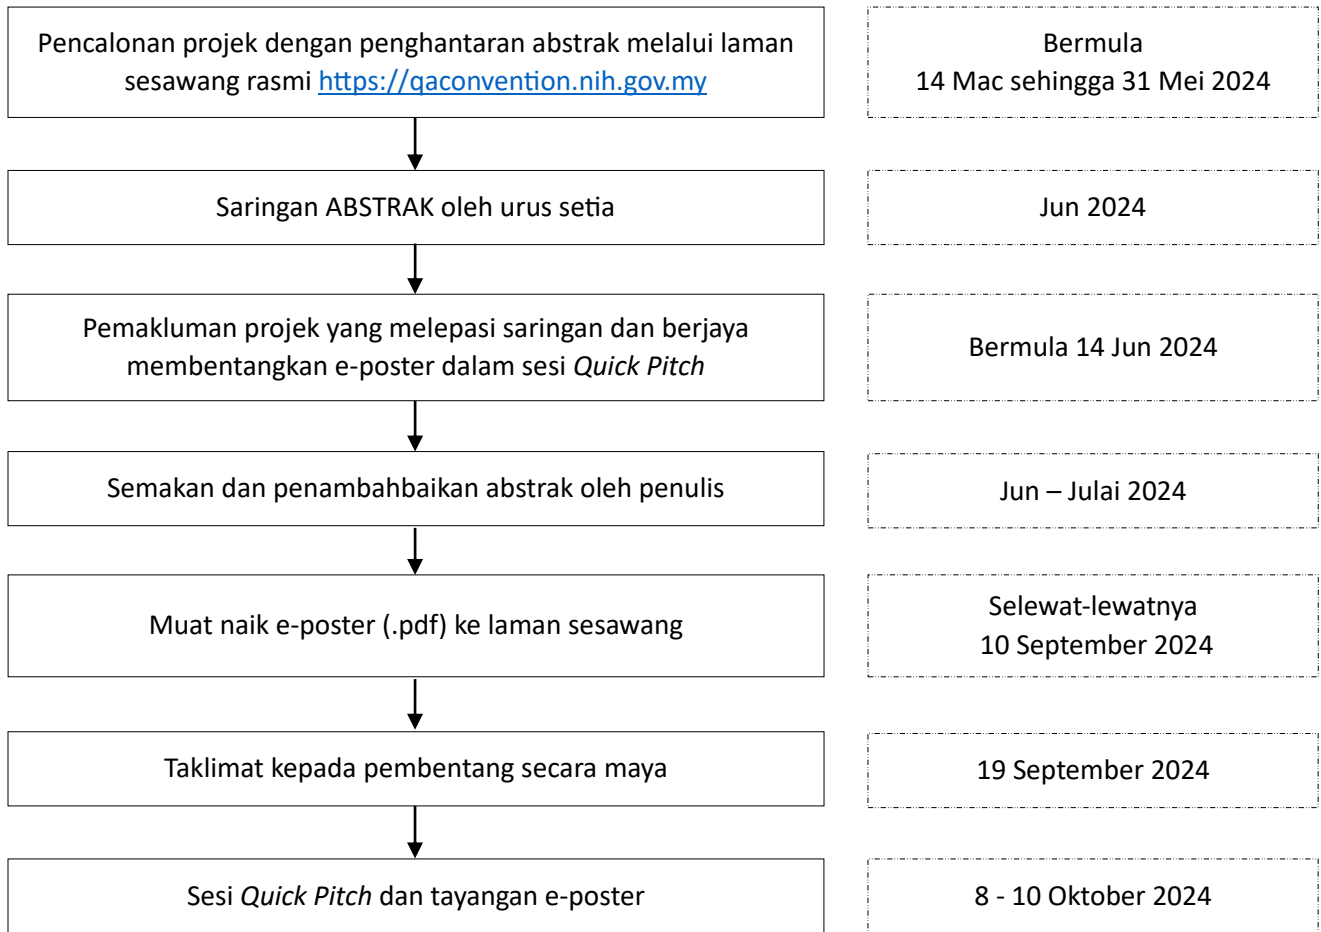 Pencalonan projek dengan penghantaran abstrak melalui laman
sesawang rasmi https://qaconvention.nih.gov.my
Bermula
14 Mac sehingga 31 Mei 2024
Saringan ABSTRAK oleh urus setia
Jun 2024
Pemakluman projek yang melepasi saringan dan berjaya
membentangkan e-poster dalam sesi Quick Pitch
Bermula 14 Jun 2024
Semakan dan penambahbaikan abstrak oleh penulis
Jun – Julai 2024
Muat naik e-poster (.pdf) ke laman sesawang
Selewat-lewatnya
10 September 2024
Taklimat kepada pembentang secara maya
19 September 2024
Sesi Quick Pitch dan tayangan e-poster
8 - 10 Oktober 2024